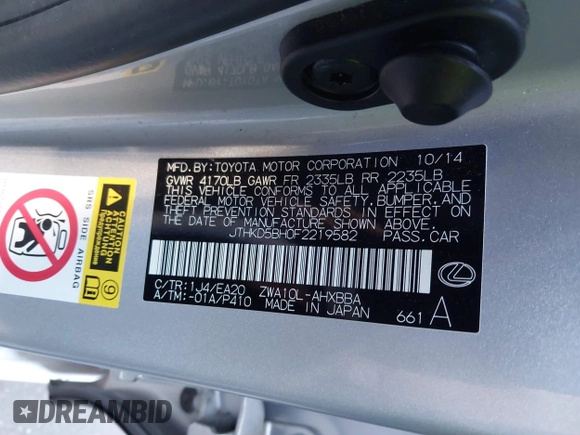 MFD.BY:TOYOTA MOTOR CORPORATION 10/14
GVWR 4170LB GAWR FR 2335LB RR 2235LB
THIS VEHICLE CONFORMS TO ALL APPLICABLE
FEDERAL MOTOR VEHICLE SAFETY, BUMPER, AND
THEFT PREVENTION STANDARDS IN EFFECT ON THE
DATE OF MANUFACTURE SHOWN ABOVE.
JTHKD5BH0F2219582 PASS.CAR
C/TR:1J4/EA20 ZWA10L-AHXBBA
A/TM:-01A/P410 MADE IN JAPAN
661 A
SRS SIDE AIRBAG
CAUTION
9
DREAMBID